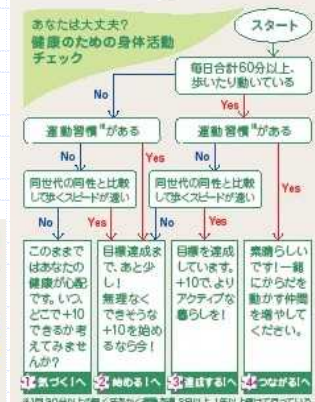 あなたは大丈夫?
健康のための身体活動
チェック
スタート
毎日合計60分以上、
歩いたり動いている
No
Yes
運動習慣※がある
運動習慣※がある
No
Yes
No
Yes
同世代の同性と比較
して歩くスピードが速い
同世代の同性と比較
して歩くスピードが速い
No
Yes
No
Yes
このままで
はあなたの
健康が心配
です。いつ、
どこで+10
できるか考
えてみませ
んか?
目標達成ま
で、あと少
し!
無理なく
できそうな
+10を始め
るなら今!
目標を達成
しています。
+10で、より
アクティブな
暮らしを!
素晴らしい
です!一緒
にからだを
動かす仲間
を増やして
ください。
1 気づく!へ
2 始める!へ
3 達成する!へ
4 つながる!へ